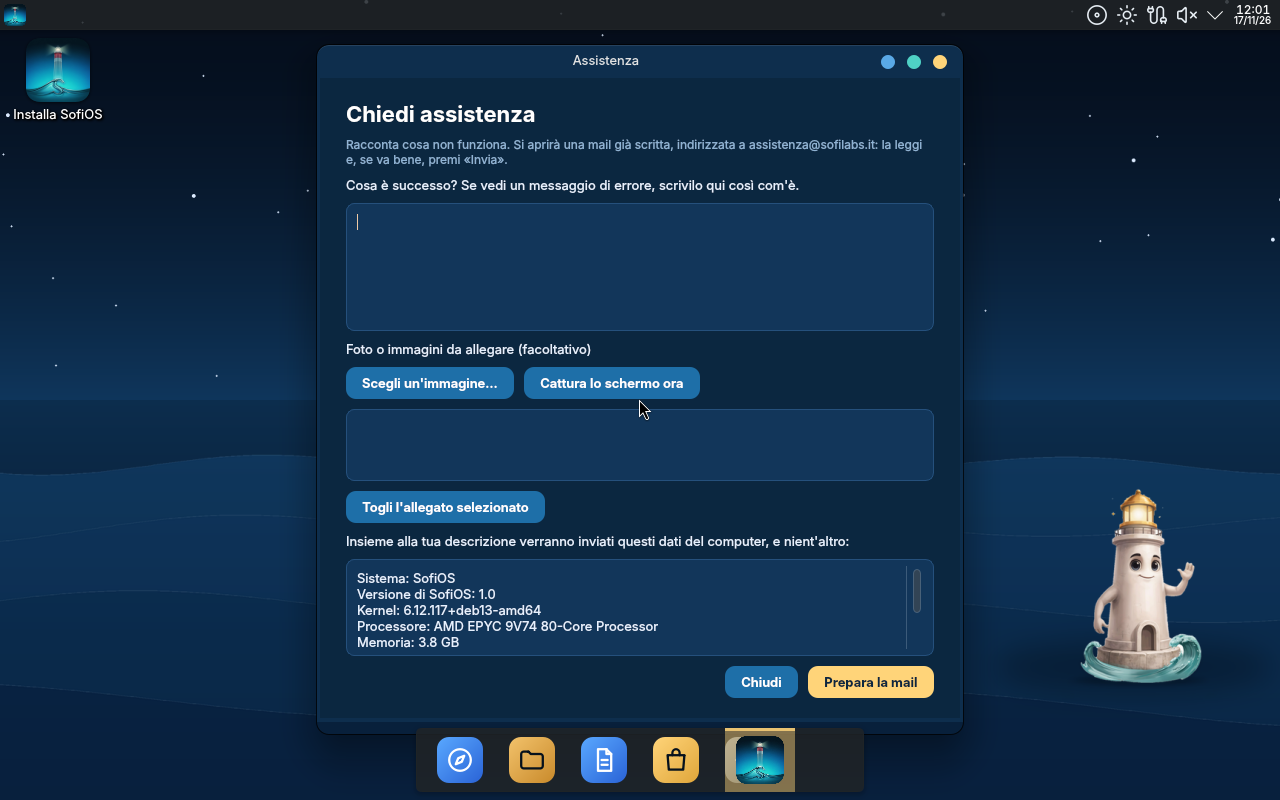 12:01
17/11/26
Assistenza
Installa SofiOS
Chiedi assistenza
Racconta cosa non funziona. Si aprirà una mail già scritta, indirizzata a assistenza@sofilabs.it: la leggi
e, se va bene, premi «Invia».
Cosa è successo? Se vedi un messaggio di errore, scrivilo qui così com'è.
Foto o immagini da allegare (facoltativo)
Scegli un'immagine...
Cattura lo schermo ora
Togli l'allegato selezionato
Insieme alla tua descrizione verranno inviati questi dati del computer, e nient'altro:
Sistema: SofiOS
Versione di SofiOS: 1.0
Kernel: 6.12.117+deb13-amd64
Processore: AMD EPYC 9V74 80-Core Processor
Memoria: 3.8 GB
Chiudi
Prepara la mail